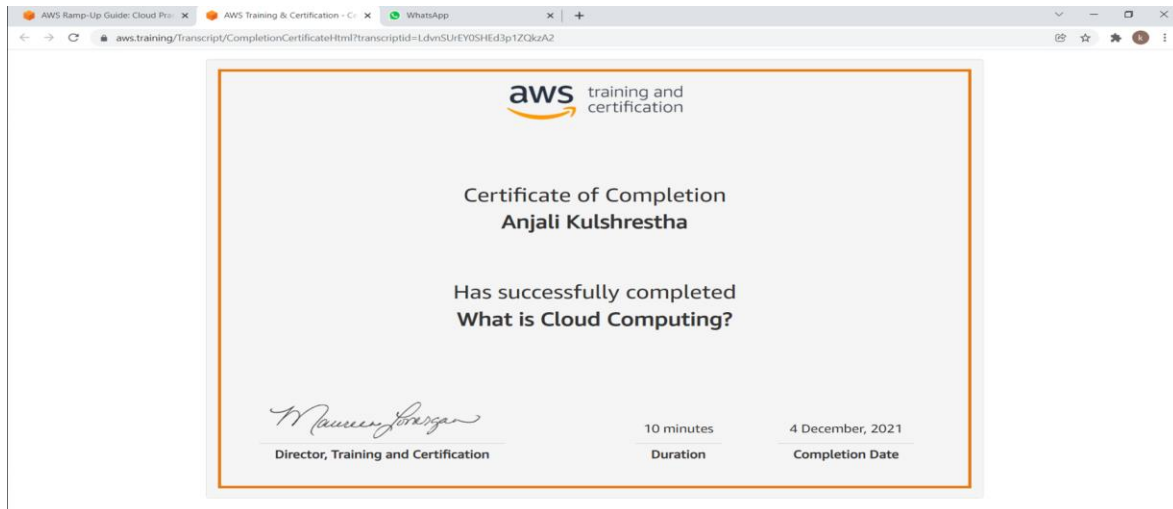 AWS Ramp-Up Guide: Cloud Pra
AWS Training & Certification - Ce
WhatsApp
aws.training/Transcript/CompletionCertificateHtml?transcriptid=LdvnSUrEY0SHEd3p1ZQkzA2
k
aws training and
certification
Certificate of Completion
Anjali Kulshrestha
Has successfully completed
What is Cloud Computing?
Maureen Lonergan
10 minutes
4 December, 2021
Director, Training and Certification
Duration
Completion Date